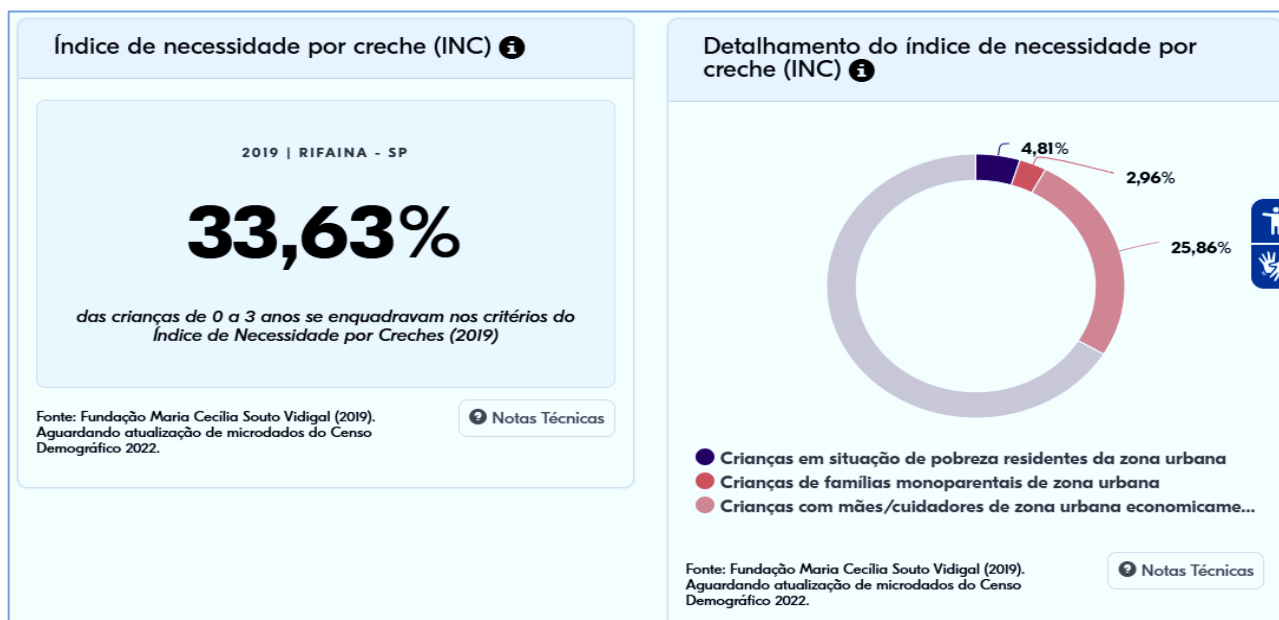 Índice de necessidade por creche (INC)
2019 | RIFAINA - SP
33,63%
das crianças de 0 a 3 anos se enquadravam nos critérios do
Índice de Necessidade por Creches (2019)
Fonte: Fundação Maria Cecília Souto Vidigal (2019).
Aguardando atualização de microdados do Censo
Demográfico 2022.
Notas Técnicas
Detalhamento do índice de necessidade por
creche (INC)
4,81%
2,96%
25,86%
Crianças em situação de pobreza residentes da zona urbana
Crianças de famílias monoparentais de zona urbana
Crianças com mães/cuidadores de zona urbana economicame...
Fonte: Fundação Maria Cecília Souto Vidigal (2019).
Aguardando atualização de microdados do Censo
Demográfico 2022.
Notas Técnicas